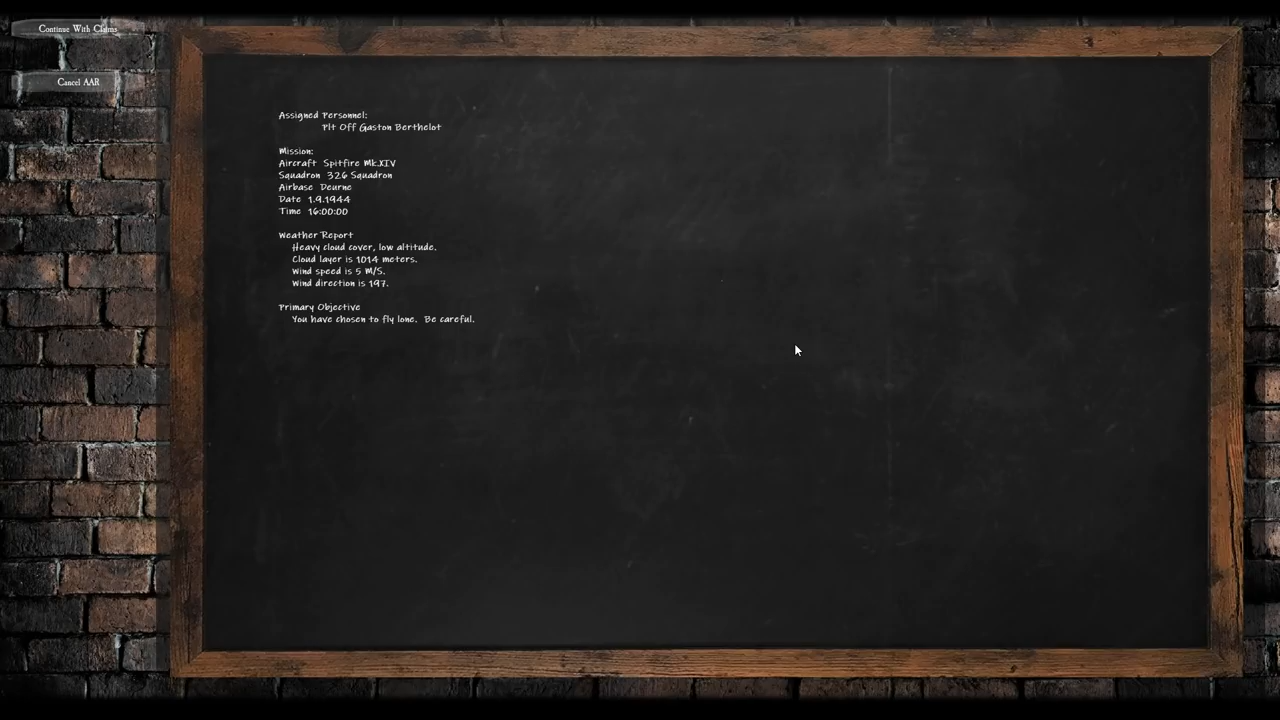 Continue With Claims
Cancel AAR
Assigned Personnel:
Plt Off Gaston Berthelot
Mission:
Aircraft Spitfire Mk.XIV
Squadron 326 Squadron
Airbase Deurne
Date 1.9.1944
Time 16:00:00
Weather Report
Heavy cloud cover, low altitude.
Cloud layer is 1014 meters.
Wind speed is 5 M/S.
Wind direction is 197.
Primary Objective
You have chosen to fly lone. Be careful.